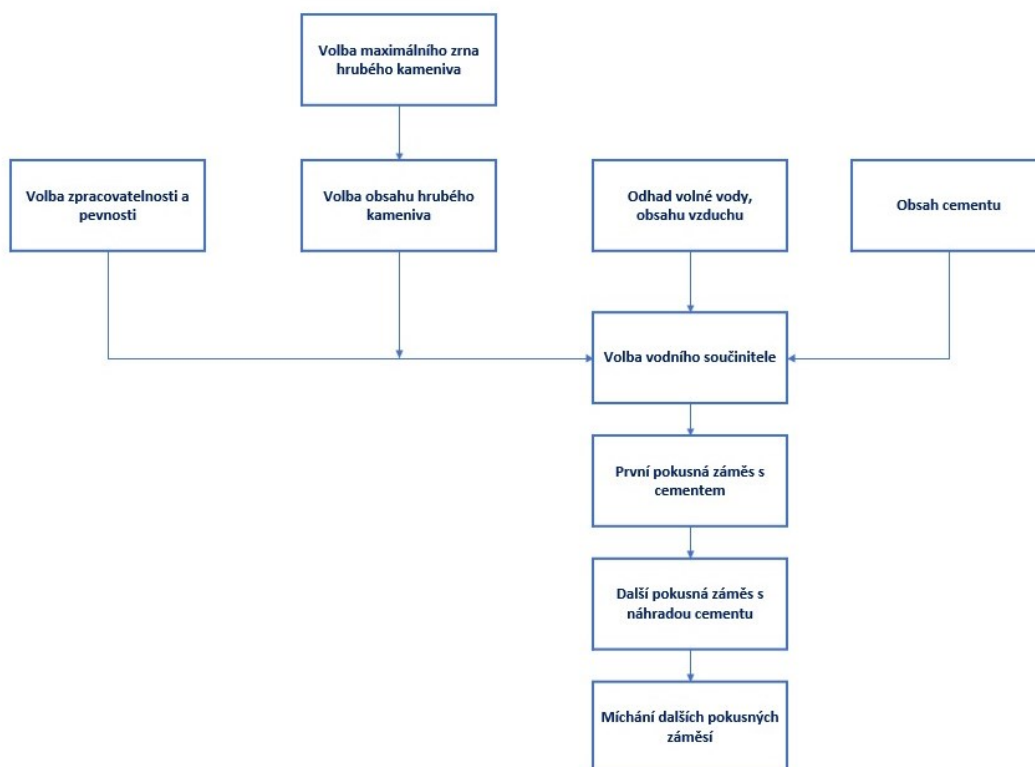 Volba maximálního zrna
hrubého kameniva
Volba zpracovatelnosti a
pevnosti
Volba obsahu hrubého
kameniva
Odhad volné vody,
obsahu vzduchu
Obsah cementu
Volba vodního součinitele
První pokusná záměs s
cementem
Další pokusná záměs s
náhradou cementu
Míchání dalších pokusných
záměsí